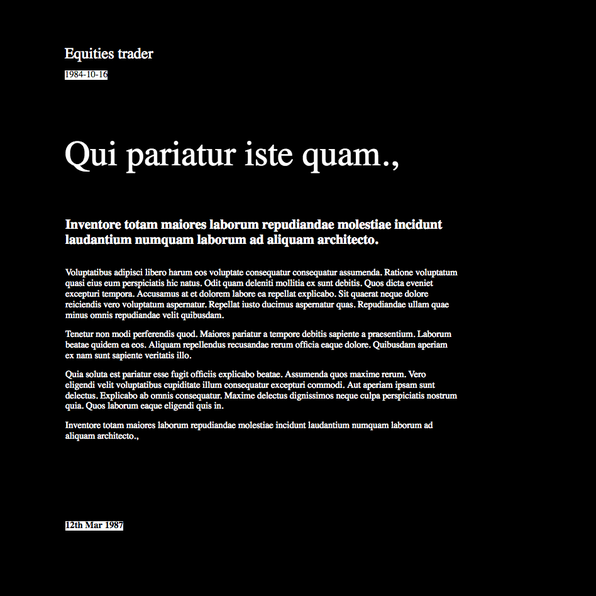 Equities trader
1984-10-16
Qui pariatur iste quam.,
Inventore totam maiores laborum repudiandae molestiae incidunt
laudantium numquam laborum ad aliquam architecto.
Voluptatibus adipisci libero harum eos voluptate consequatur consequatur assumenda. Ratione voluptatum
quasi eius eum perspiciatis hic natus. Odit quam deleniti mollitia ex sunt debitis. Quos dicta eveniet
excepturi tempora. Accusamus at et dolorem labore ea repellat explicabo. Sit quaerat neque dolore
reiciendis vero voluptatum aspernatur. Repellat iusto ducimus aspernatur quas. Repudiandae ullam quae
minus omnis repudiandae velit quibusdam.
Tenetur non modi perferendis quod. Maiores pariatur a tempore debitis sapiente a praesentium. Laborum
beatae quidem ea eos. Aliquam repellendus recusandae rerum officia eaque dolore. Quibusdam aperiam
ex nam sunt sapiente veritatis illo.
Quia soluta est pariatur esse fugit officiis explicabo beatae. Assumenda quos maxime rerum. Vero
eligendi velit voluptatibus cupiditate illum consequatur excepturi commodi. Aut aperiam ipsam sunt
delectus. Explicabo ab omnis consequatur. Maxime delectus dignissimos neque culpa perspiciatis nostrum
quia. Quos laborum eaque eligendi quis in.
Inventore totam maiores laborum repudiandae molestiae incidunt laudantium numquam laborum ad
aliquam architecto.,
12th Mar 1987